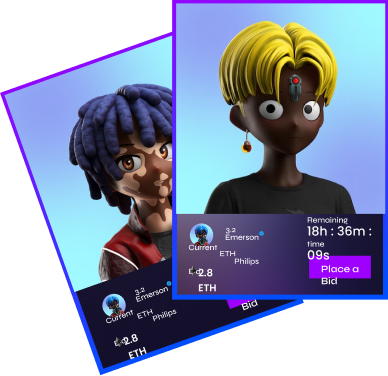 Remaining
3.2
Emerson
18h : 36m :
Current
time
ETH
Philips
09s
2.8
Place a
ETH
Bid
3.2
Emerson
Current
ETH
Philips
2.8
Bid
ETH